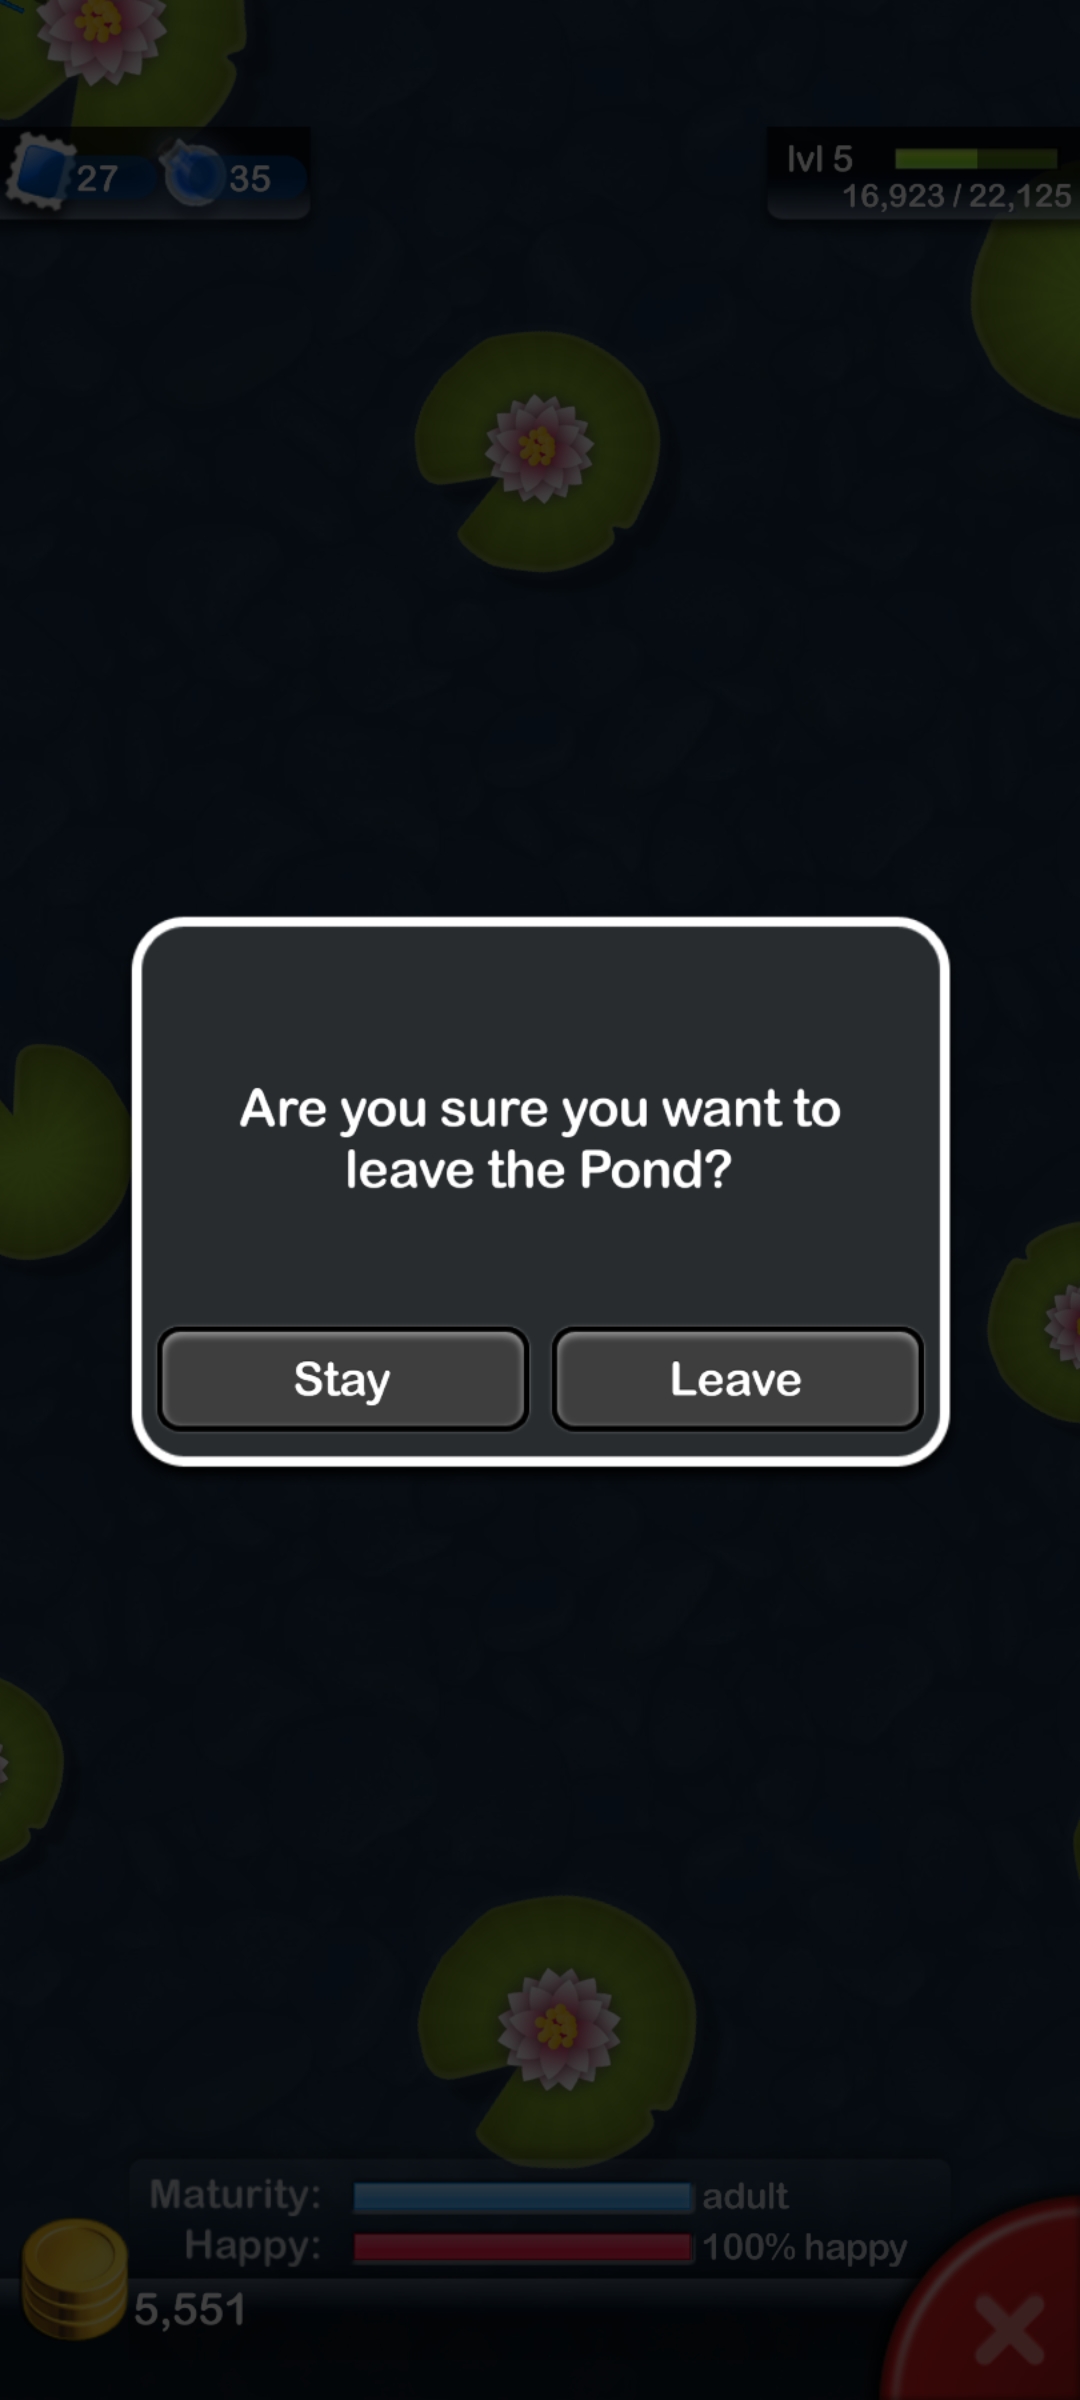 27 35
lvl 5
16,923 / 22,125
Are you sure you want to
leave the Pond?
Stay Leave
Maturity: adult
Happy: 100% happy
5,551